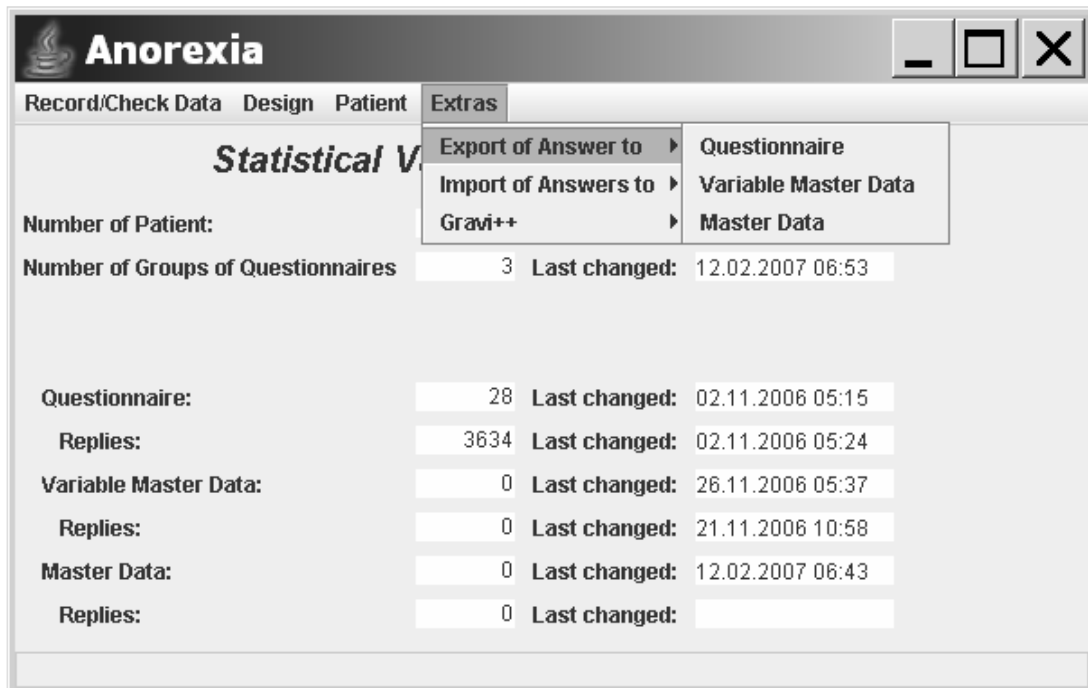 Anorexia
Record/Check Data Design Patient Extras
Statistical V
Export of Answer to Questionnaire
Import of Answers to Variable Master Data
Gravi++ Master Data
Number of Patient:
Number of Groups of Questionnaires 3 Last changed: 12.02.2007 06:53
Questionnaire: 28 Last changed: 02.11.2006 05:15
Replies: 3634 Last changed: 02.11.2006 05:24
Variable Master Data: 0 Last changed: 26.11.2006 05:37
Replies: 0 Last changed: 21.11.2006 10:58
Master Data: 0 Last changed: 12.02.2007 06:43
Replies: 0 Last changed: